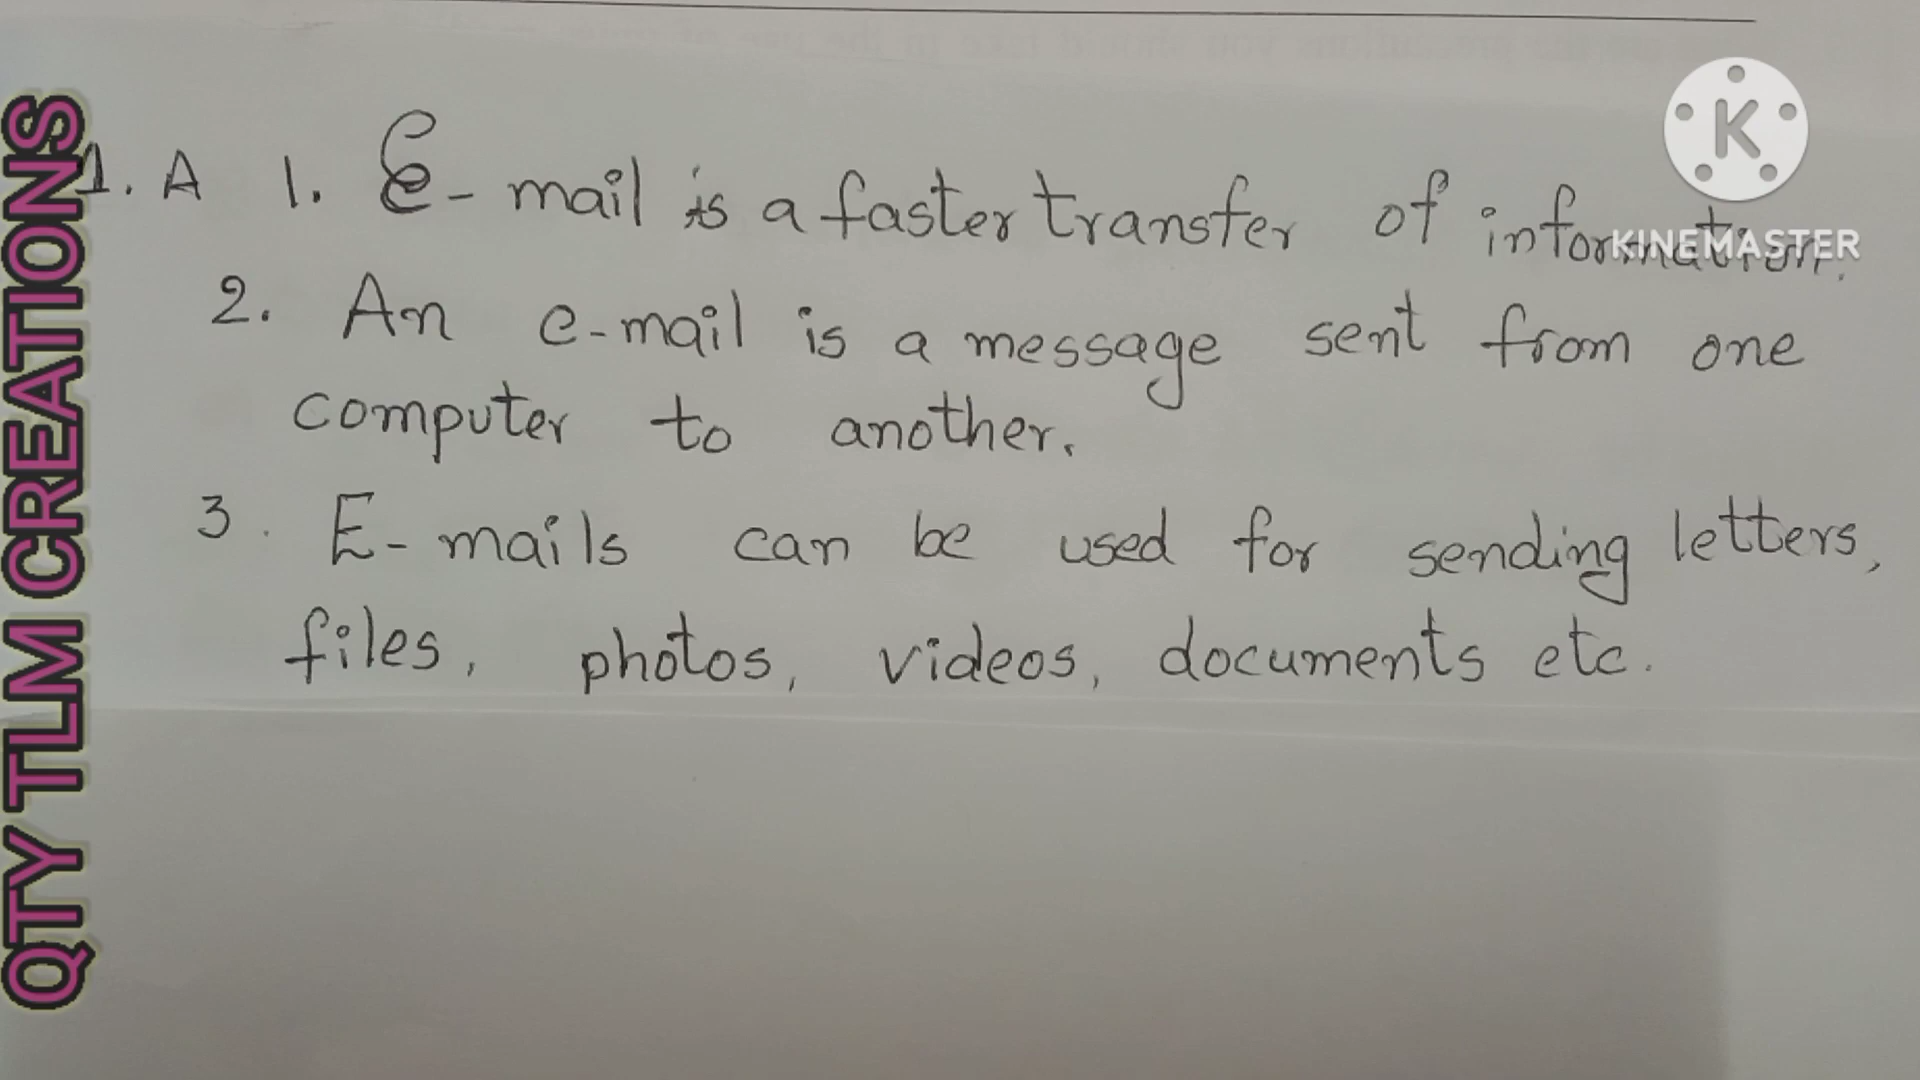 1. A 1. E-mail is a faster transfer of information.
2. An e-mail is a message sent from one
computer to another.
3. E-mails can be used for sending letters,
files, photos, videos, documents etc.
QTY TLM CREATIONS
K
KINEMASTER